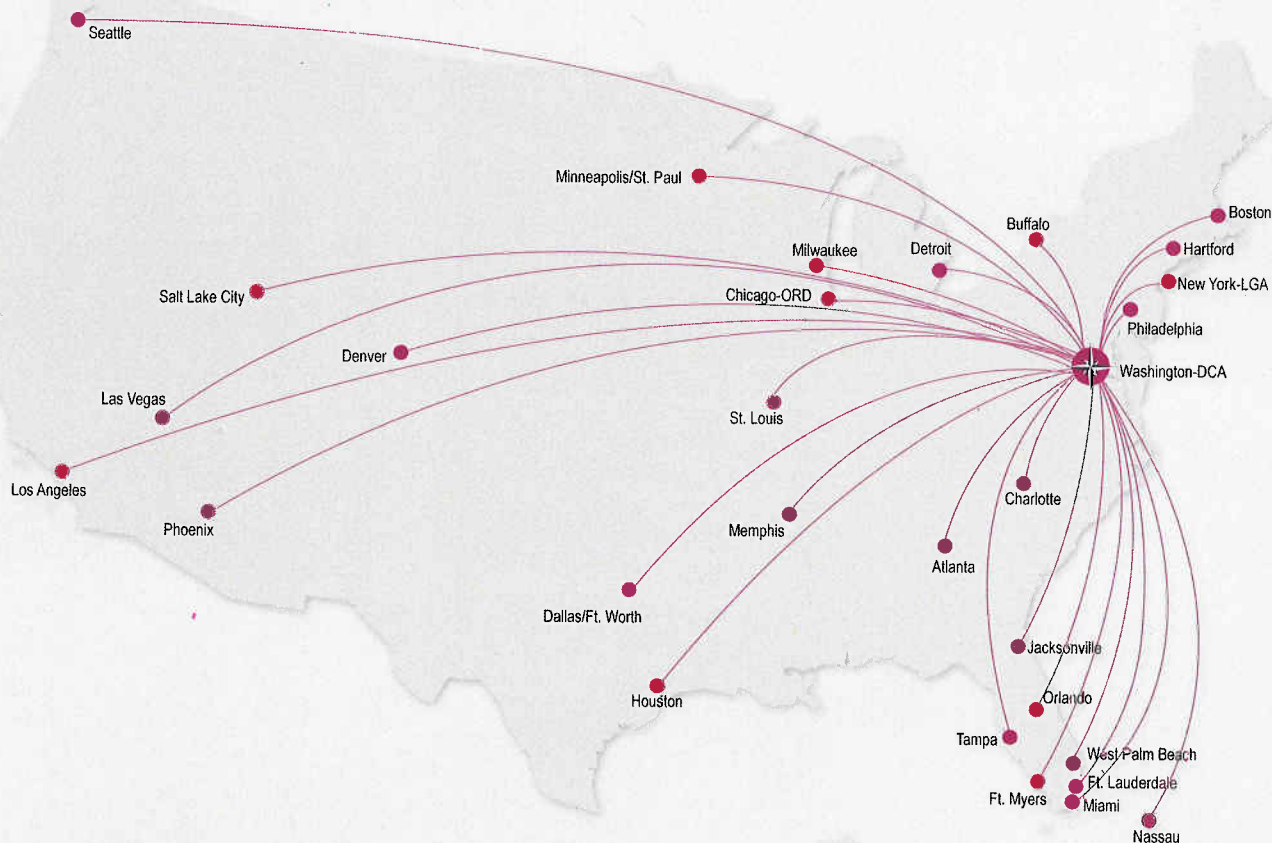 Seattle
Minneapolis/St. Paul
Boston
Buffalo
Hartford
Detroit
Milwaukee
New York-LGA
Chicago-ORD
Salt Lake City
Philadelphia
Denver
Washington-DCA
Las Vegas
St. Louis
Los Angeles
Charlotte
Phoenix
Memphis
Atlanta
Dallas/Ft. Worth
Jacksonville
Orlando
Houston
Tampa
West Palm Beach
Ft. Lauderdale
Ft. Myers
Miami
Nassau